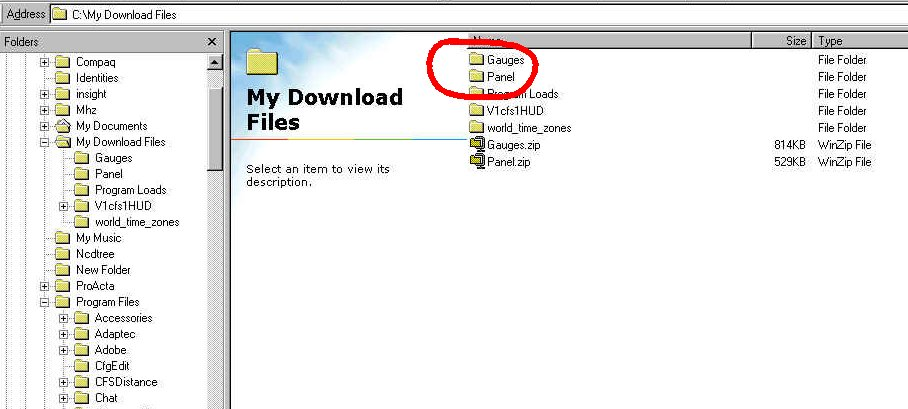 Address C:\My Download Files
Folders
Compaq
Identities
insight
Mhz
My Documents
My Download Files
Gauges
Panel
Program Loads
V1cfs1HUD
world_time_zones
My Music
Ncdtree
New Folder
ProActa
Program Files
Accessories
Adaptec
Adobe
CfgEdit
CFSDistance
Chat
My Download
Files
Select an item to view its
description.
Name Size Type
Gauges File Folder
Panel File Folder
Program Loads File Folder
V1cfs1HUD File Folder
world_time_zones File Folder
Gauges.zip 814KB WinZip File
Panel.zip 529KB WinZip File